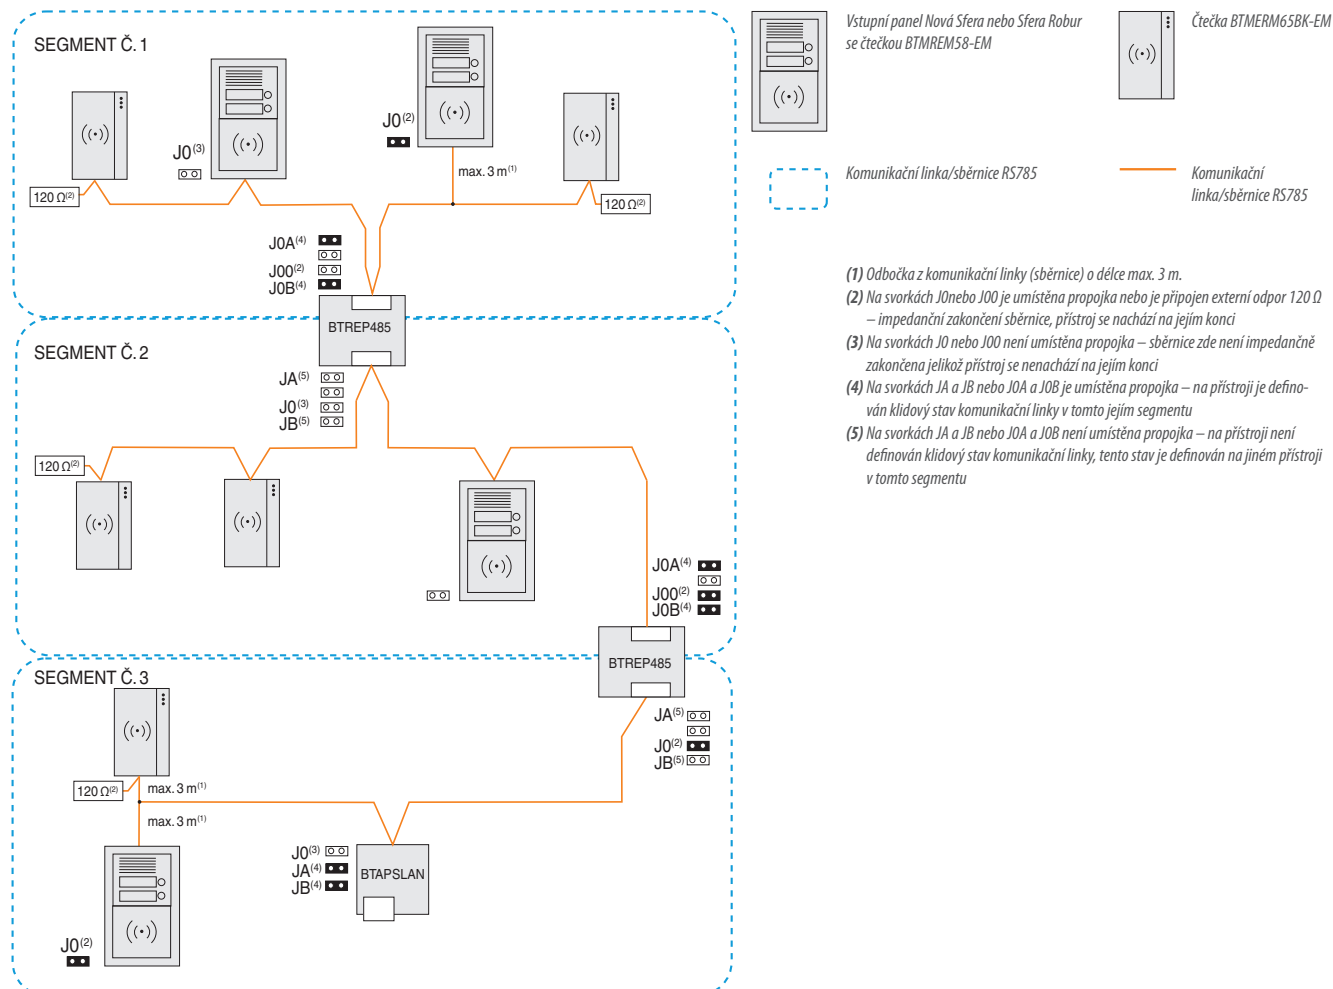 SEGMENT Č. 1
J0(3)
J0(2)
max. 3 m(1)
120 Ω(2)
120 Ω(2)
J0A(4)
J00(2)
J0B(4)
BTREP485
SEGMENT Č. 2
JA(5)
J0(3)
JB(5)
120 Ω(2)
J0A(4)
J00(2)
J0B(4)
BTREP485
SEGMENT Č. 3
JA(5)
J0(2)
JB(5)
120 Ω(2)
max. 3 m(1)
max. 3 m(1)
J0(3)
JA(4)
JB(4)
BTAPSLAN
J0(2)
Vstupní panel Nová Sfera nebo Sfera Robur
se čtečkou BTMREM58-EM
Čtečka BTMERM65BK-EM
Komunikační linka/sběrnice RS785
Komunikační
linka/sběrnice RS785
(1) Odbočka z komunikační linky (sběrnice) o délce max. 3 m.
(2) Na svorkách J0nebo J00 je umístěna propojka nebo je připojen externí odpor 120 Ω
– impedanční zakončení sběrnice, přístroj se nachází na jejím konci
(3) Na svorkách J0 nebo J00 není umístěna propojka – sběrnice zde není impedančně
zakončena jelikož přístroj se nenachází na jejím konci
(4) Na svorkách JA a JB nebo J0A a J0B je umístěna propojka – na přístroji je defino-
ván klidový stav komunikační linky v tomto jejím segmentu
(5) Na svorkách JA a JB nebo J0A a J0B není umístěna propojka – na přístroji není
definován klidový stav komunikační linky, tento stav je definován na jiném přístroji
v tomto segmentu